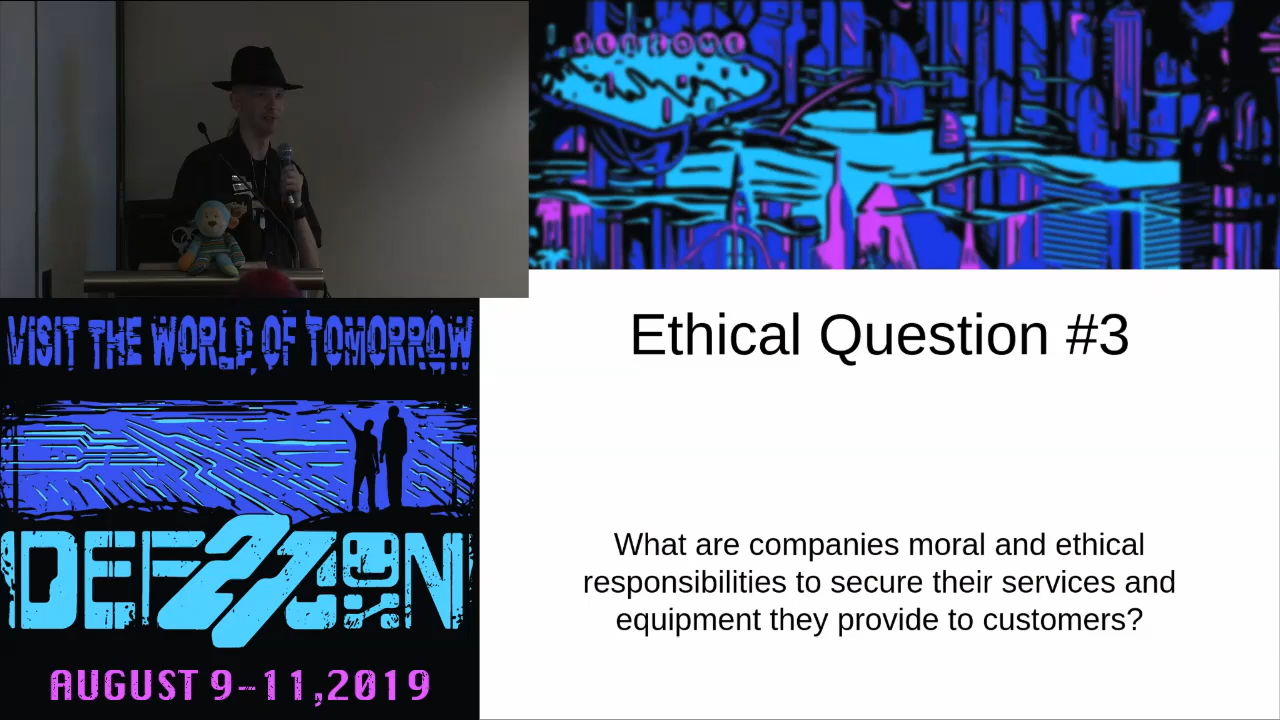 VISIT THE WORLD OF TOMORROW
DEF 27 CON
AUGUST 9-11,2019
Ethical Question #3
What are companies moral and ethical
responsibilities to secure their services and
equipment they provide to customers?